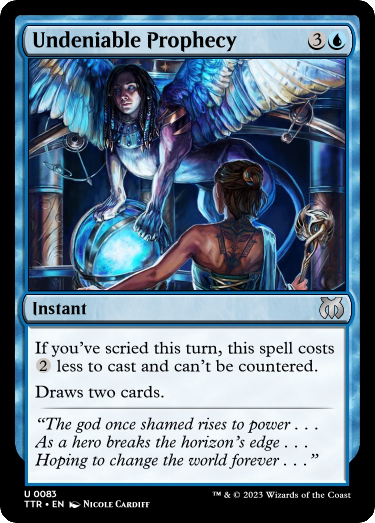 Undeniable Prophecy 3
Instant
If you've scried this turn, this spell costs
2 less to cast and can't be countered.
Draws two cards.
“The god once shamed rises to power . . .
As a hero breaks the horizon's edge . . .
Hoping to change the world forever . . .”
U 0083
TTR • EN Nicole Cardiff
™ & © 2023 Wizards of the Coast